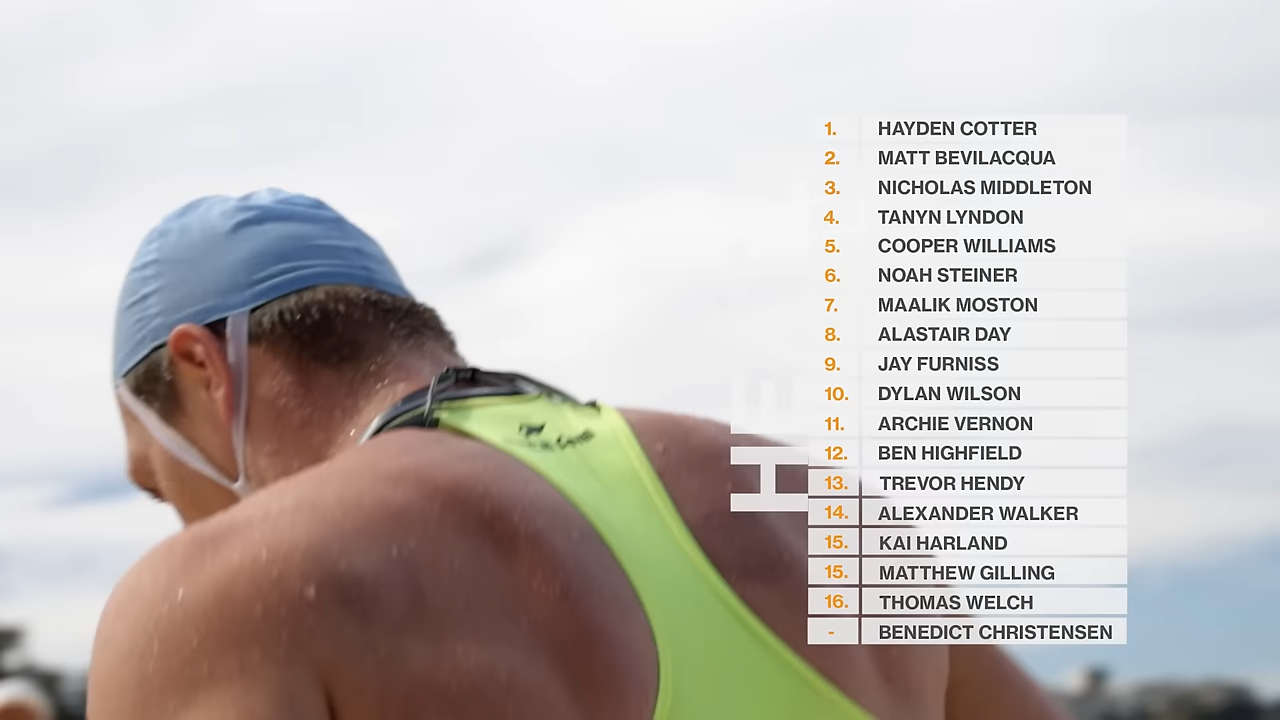 1. HAYDEN COTTER
2. MATT BEVILACQUA
3. NICHOLAS MIDDLETON
4. TANYN LYNDON
5. COOPER WILLIAMS
6. NOAH STEINER
7. MAALIK MOSTON
8. ALASTAIR DAY
9. JAY FURNISS
10. DYLAN WILSON
11. ARCHIE VERNON
12. BEN HIGHFIELD
13. TREVOR HENDY
14. ALEXANDER WALKER
15. KAI HARLAND
15. MATTHEW GILLING
16. THOMAS WELCH
- BENEDICT CHRISTENSEN